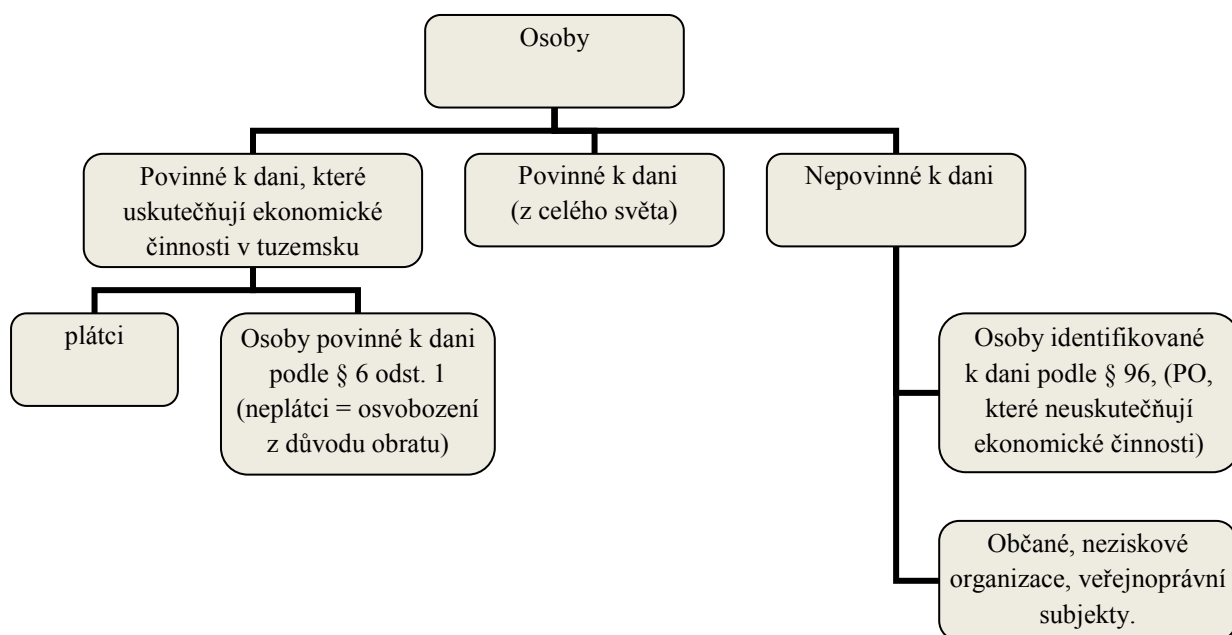 Osoby
Povinné k dani, které
uskutečňují ekonomické
činnosti v tuzemsku
Povinné k dani
(z celého světa)
Nepovinné k dani
plátci
Osoby povinné k dani
podle § 6 odst. 1
(neplátci = osvobození
z důvodu obratu)
Osoby identifikované
k dani podle § 96, (PO,
které neuskutečňují
ekonomické činnosti)
Občané, neziskové
organizace, veřejnoprávní
subjekty.